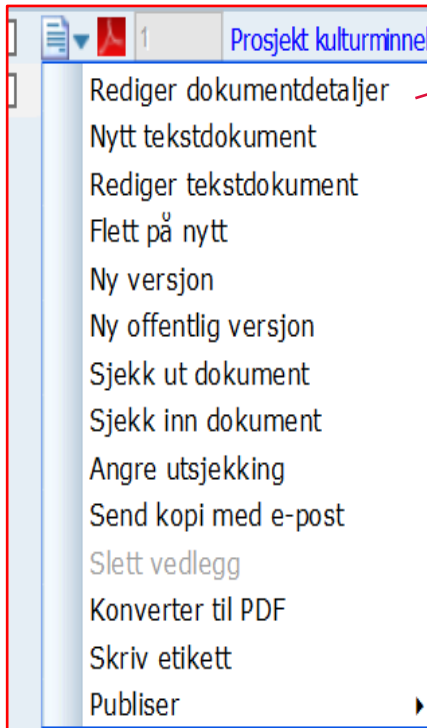 1 Prosjekt kulturminne
Rediger dokumentdetaljer
Nytt tekstdokument
Rediger tekstdokument
Flett på nytt
Ny versjon
Ny offentlig versjon
Sjekk ut dokument
Sjekk inn dokument
Angre utsjekking
Send kopi med e-post
Slett vedlegg
Konverter til PDF
Skriv etikett
Publiser